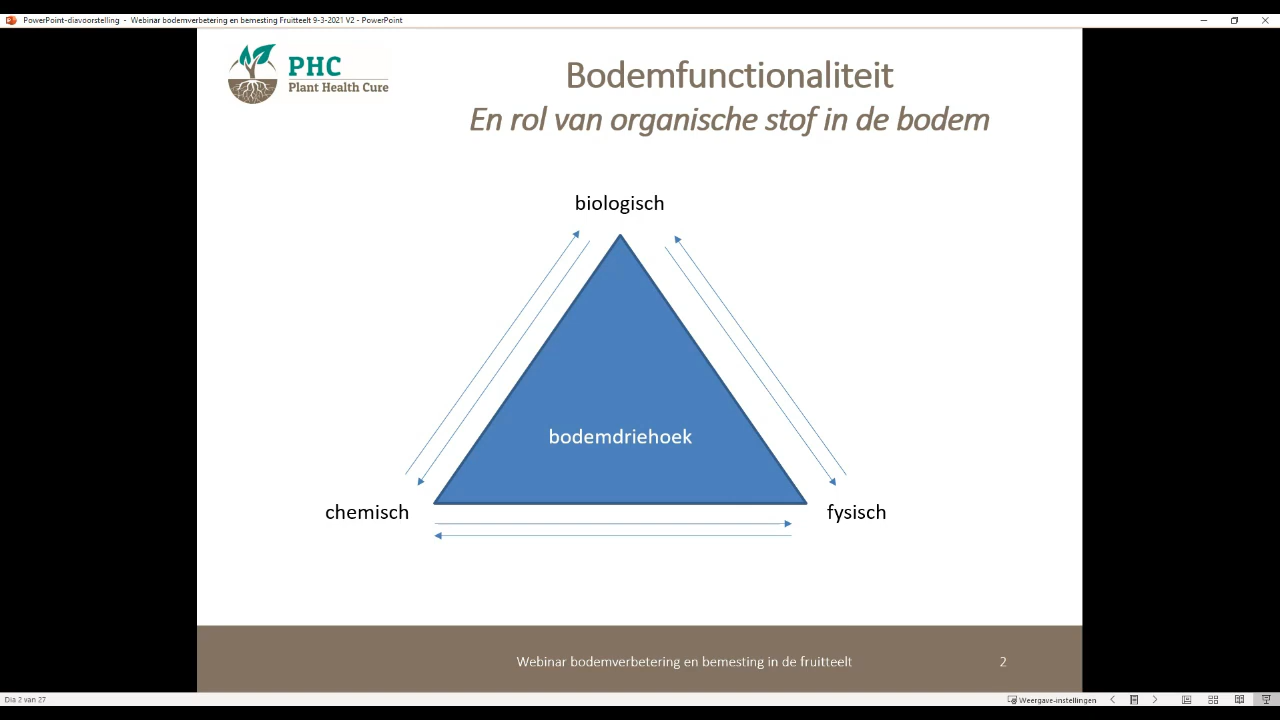 PowerPoint-diavoorstelling - Webinar bodemverbetering en bemesting Fruitteelt 9-3-2021 V2 - PowerPoint
PHC
Plant Health Cure
Bodemfunctionaliteit
En rol van organische stof in de bodem
biologisch
bodemdriehoek
chemisch
fysisch
Webinar bodemverbetering en bemesting in de fruitteelt
2
Dia 2 van 27
Weergave-instellingen